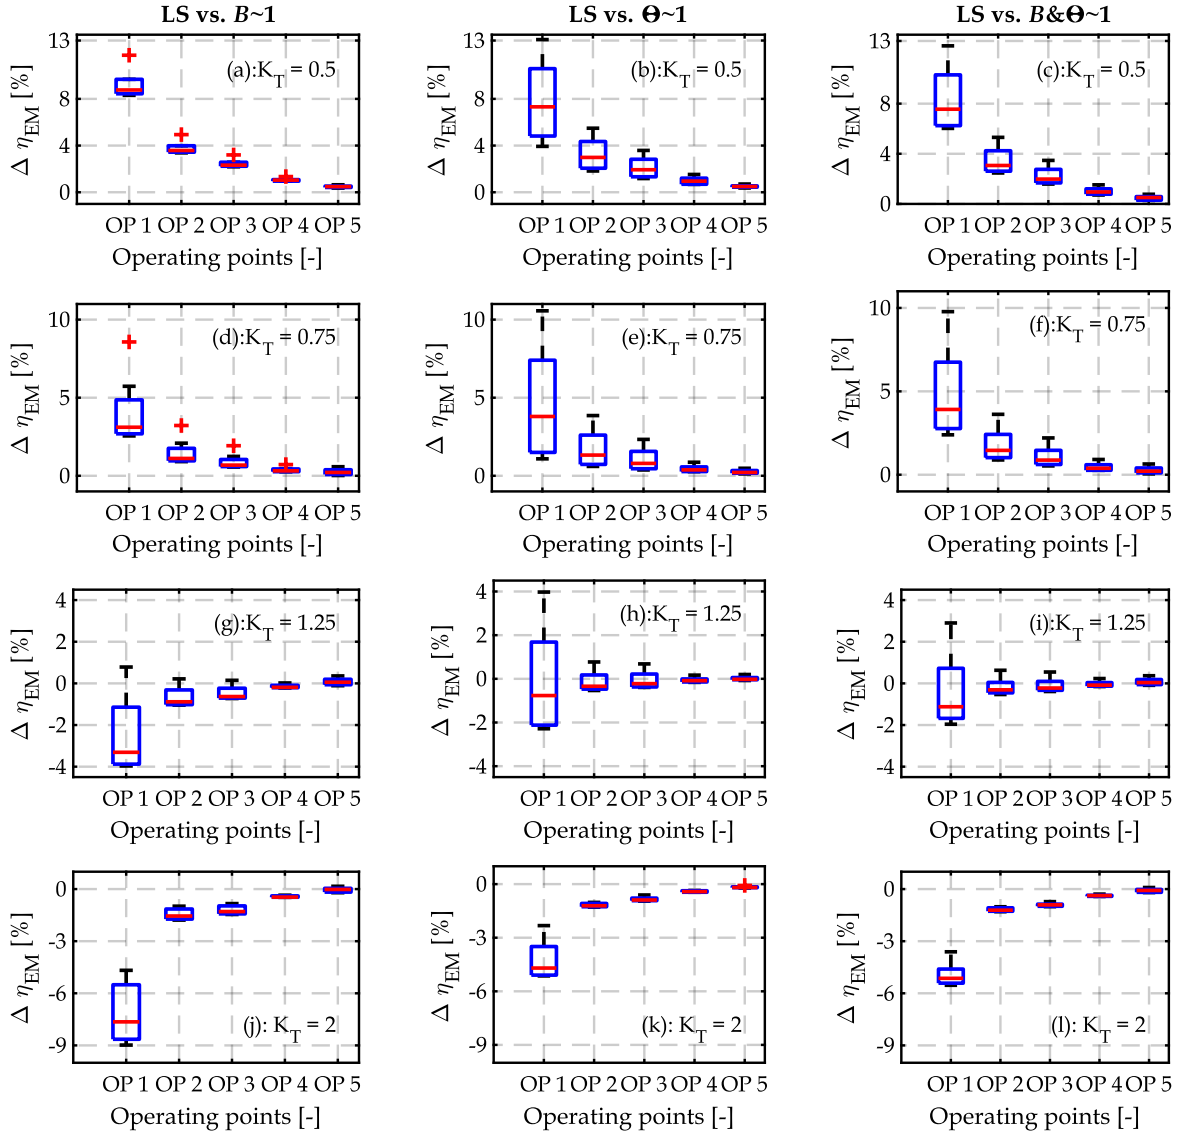 LS vs. B~1
LS vs. Θ~1
LS vs. B&Θ~1
Δ η_EM [%]
13
8
4
0
(a):K_T = 0.5
OP 1 OP 2 OP 3 OP 4 OP 5
Operating points [-]
Δ η_EM [%]
13
8
4
0
(b):K_T = 0.5
OP 1 OP 2 OP 3 OP 4 OP 5
Operating points [-]
Δ η_EM [%]
13
8
4
0
(c):K_T = 0.5
OP 1 OP 2 OP 3 OP 4 OP 5
Operating points [-]
Δ η_EM [%]
10
5
0
(d):K_T = 0.75
OP 1 OP 2 OP 3 OP 4 OP 5
Operating points [-]
Δ η_EM [%]
10
5
0
(e):K_T = 0.75
OP 1 OP 2 OP 3 OP 4 OP 5
Operating points [-]
Δ η_EM [%]
10
5
0
(f):K_T = 0.75
OP 1 OP 2 OP 3 OP 4 OP 5
Operating points [-]
Δ η_EM [%]
4
2
0
-2
-4
(g):K_T = 1.25
OP 1 OP 2 OP 3 OP 4 OP 5
Operating points [-]
Δ η_EM [%]
4
2
0
-2
-4
(h):K_T = 1.25
OP 1 OP 2 OP 3 OP 4 OP 5
Operating points [-]
Δ η_EM [%]
4
2
0
-2
-4
(i):K_T = 1.25
OP 1 OP 2 OP 3 OP 4 OP 5
Operating points [-]
Δ η_EM [%]
0
-3
-6
-9
(j): K_T = 2
OP 1 OP 2 OP 3 OP 4 OP 5
Operating points [-]
Δ η_EM [%]
0
-3
-6
-9
(k): K_T = 2
OP 1 OP 2 OP 3 OP 4 OP 5
Operating points [-]
Δ η_EM [%]
0
-3
-6
-9
(l): K_T = 2
OP 1 OP 2 OP 3 OP 4 OP 5
Operating points [-]